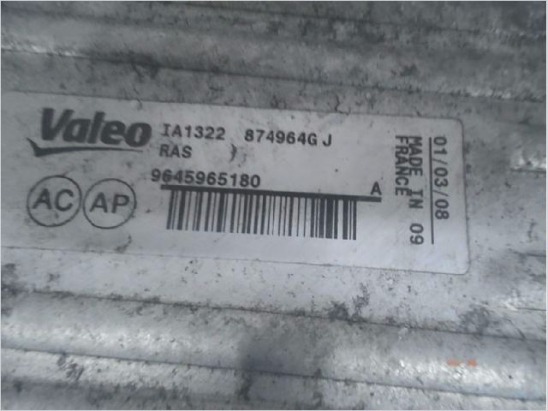 Valeo IA1322 874964G J
RAS
9645965180 A
AC AP
01/03/08
MADE IN 09
FRANCE